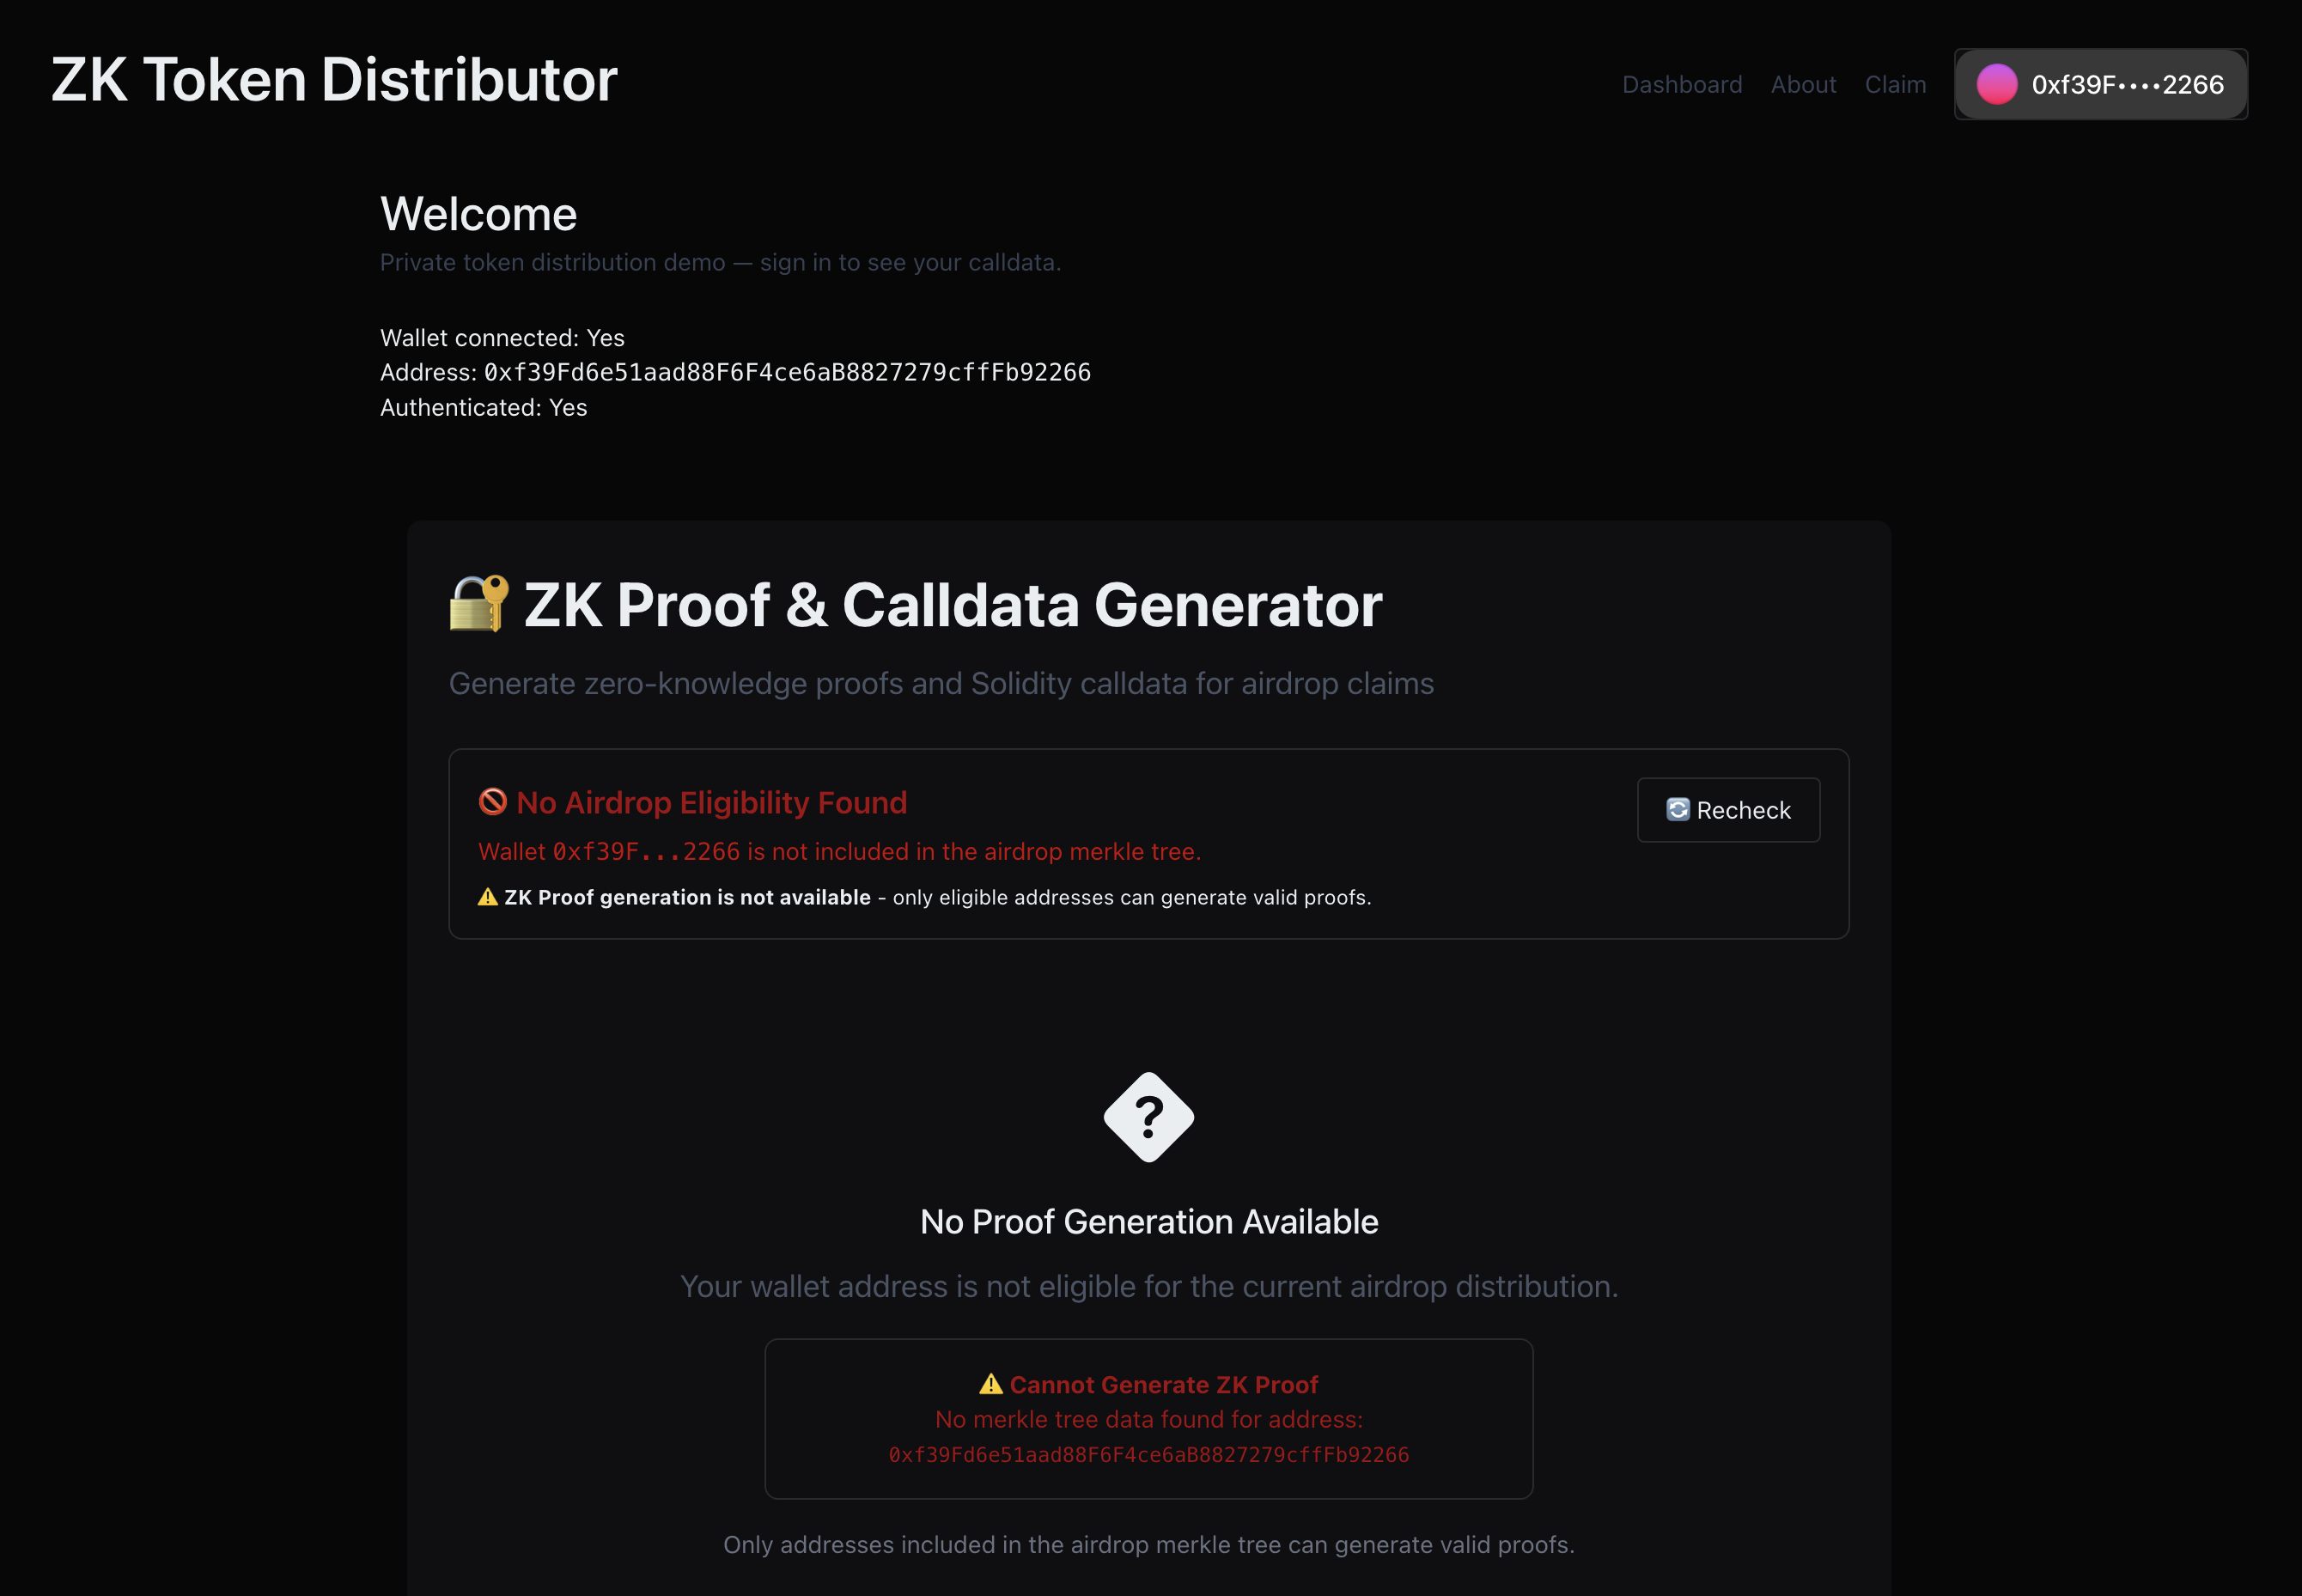 ZK Token Distributor
Dashboard About Claim 0xf39F••••2266
Welcome
Private token distribution demo — sign in to see your calldata.
Wallet connected: Yes
Address: 0xf39Fd6e51aad88F6F4ce6aB8827279cffFb92266
Authenticated: Yes
🔐 ZK Proof & Calldata Generator
Generate zero-knowledge proofs and Solidity calldata for airdrop claims
🚫 No Airdrop Eligibility Found
🔄 Recheck
Wallet 0xf39F...2266 is not included in the airdrop merkle tree.
⚠️ ZK Proof generation is not available - only eligible addresses can generate valid proofs.
?
No Proof Generation Available
Your wallet address is not eligible for the current airdrop distribution.
⚠️ Cannot Generate ZK Proof
No merkle tree data found for address:
0xf39Fd6e51aad88F6F4ce6aB8827279cffFb92266
Only addresses included in the airdrop merkle tree can generate valid proofs.